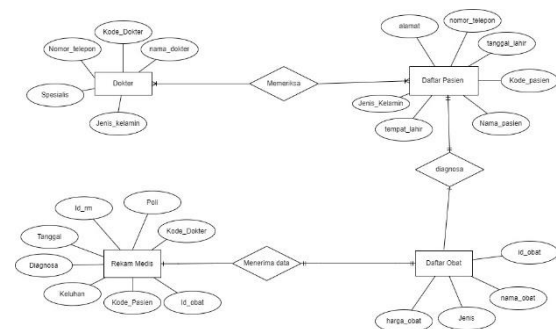 Kode_Dokter
Nomor_telepon
nama_dokter
Dokter
Spesialis
Jenis_kelamin
Memeriksa
alamat
nomor_telepon
tanggal_lahir
Daftar Pasien
Kode_pasien
Jenis_Kelamin
Nama_pasien
tempat_lahir
diagnosa
Id_rm
Poli
Kode_Dokter
Tanggal
Rekam Medis
Diagnosa
Keluhan
Kode_Pasien
Id_obat
Menerima data
Daftar Obat
id_obat
nama_obat
harga_obat
Jenis